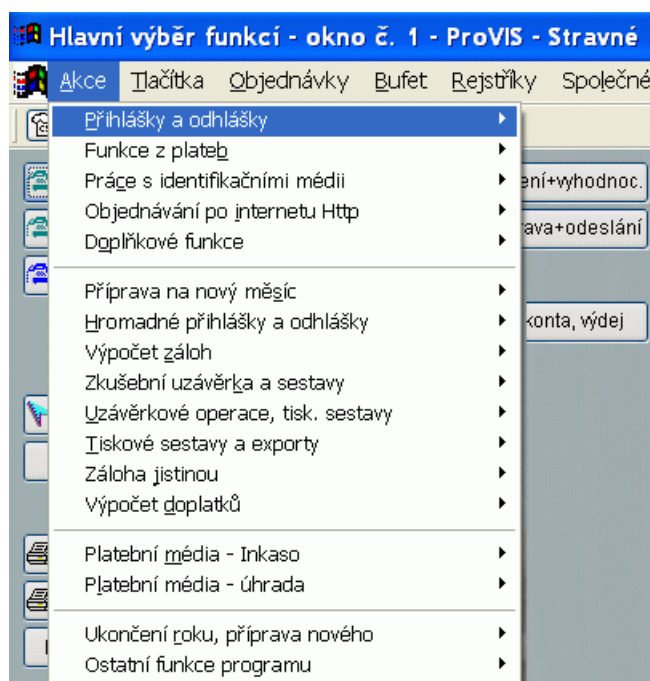 Hlavní výběr funkcí - okno č. 1 - ProVIS - Stravné
Akce Tlačítka Objednávky Bufet Rejstříky Společné
Přihlášky a odhlášky
Funkce z plateb
Práce s identifikačními médii
ení+vyhodnoc.
Objednávání po internetu Http
Doplňkové funkce
rava+odeslání
Příprava na nový měsíc
Hromadné přihlášky a odhlášky
konta, výdej
Výpočet záloh
Zkušební uzávěrka a sestavy
Uzávěrkové operace, tisk. sestavy
Tiskové sestavy a exporty
Záloha jistinou
Výpočet doplatků
Platební média - Inkaso
Platební média - úhrada
Ukončení roku, příprava nového
Ostatní funkce programu